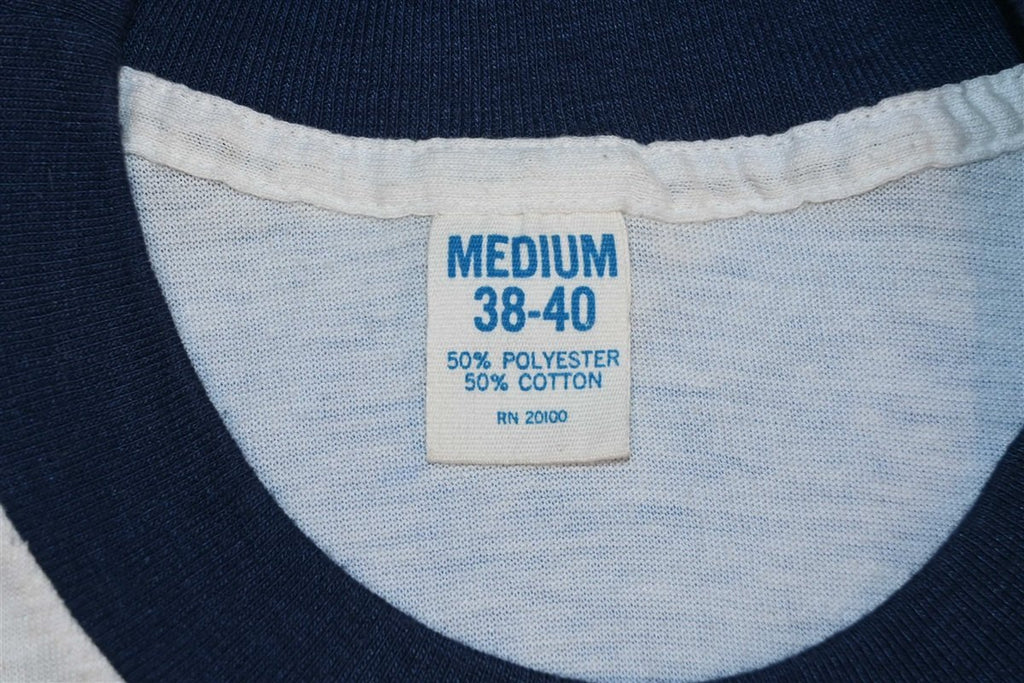 MEDIUM
38-40
50% POLYESTER
50% COTTON
RN 20100